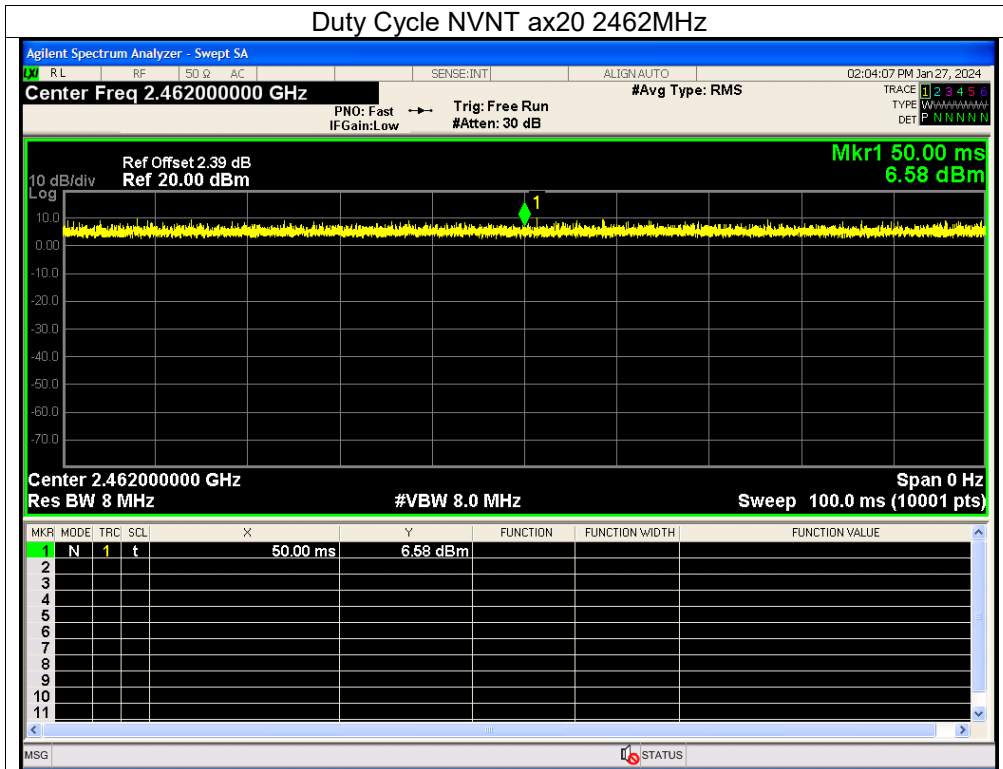 Duty Cycle NVNT ax20 2462MHz
Agilent Spectrum Analyzer - Swept SA
LXI RL RF 50 Ω AC SENSE:INT ALIGN AUTO 02:04:07 PM Jan 27, 2024
Center Freq 2.462000000 GHz #Avg Type: RMS TRACE 1 2 3 4 5 6
PNO: Fast Trig: Free Run TYPE WWWWWW
IFGain:Low #Atten: 30 dB DET P N N N N N
Mkr1 50.00 ms
Ref Offset 2.39 dB
10 dB/div Ref 20.00 dBm 6.58 dBm
Log
1
10.0
0.00
-10.0
-20.0
-30.0
-40.0
-50.0
-60.0
-70.0
Center 2.462000000 GHz Span 0 Hz
Res BW 8 MHz #VBW 8.0 MHz Sweep 100.0 ms (10001 pts)
MKR MODE TRC SCL X Y FUNCTION FUNCTION WIDTH FUNCTION VALUE
1 N 1 t 50.00 ms 6.58 dBm
2
3
4
5
6
7
8
9
10
11
MSG STATUS